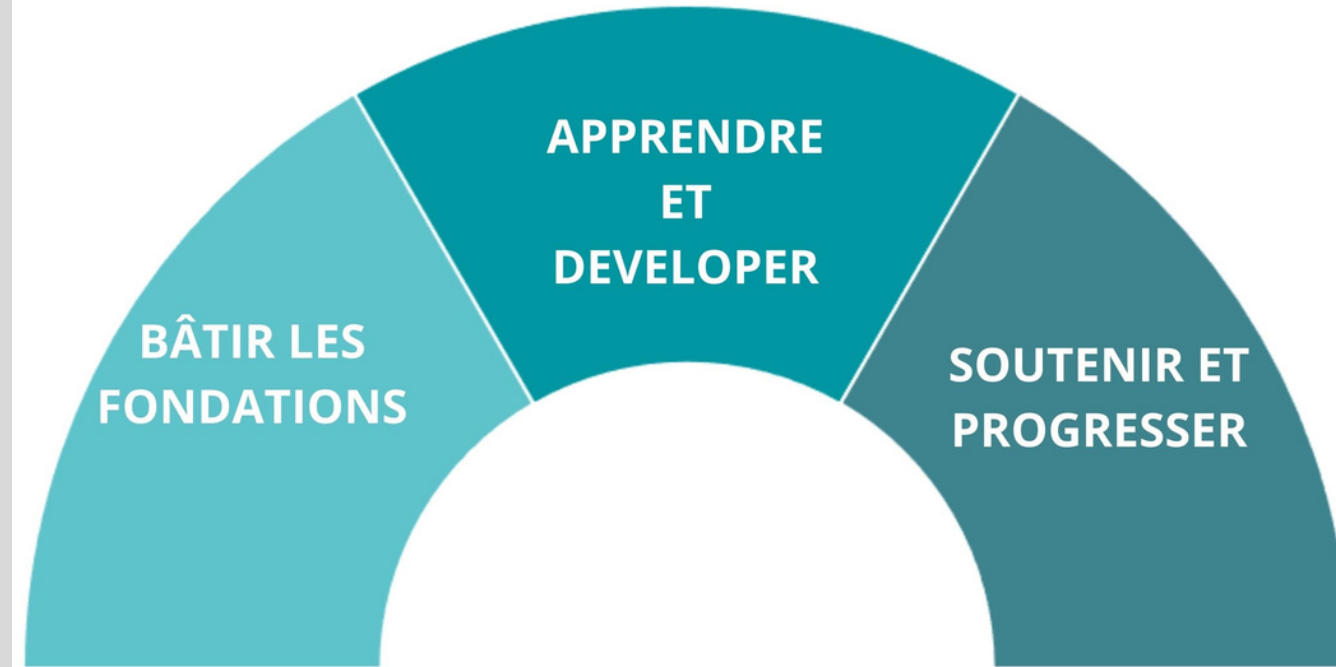 BÂTIR LES
FONDATIONS
APPRENDRE
ET
DEVELOPER
SOUTENIR ET
PROGRESSER